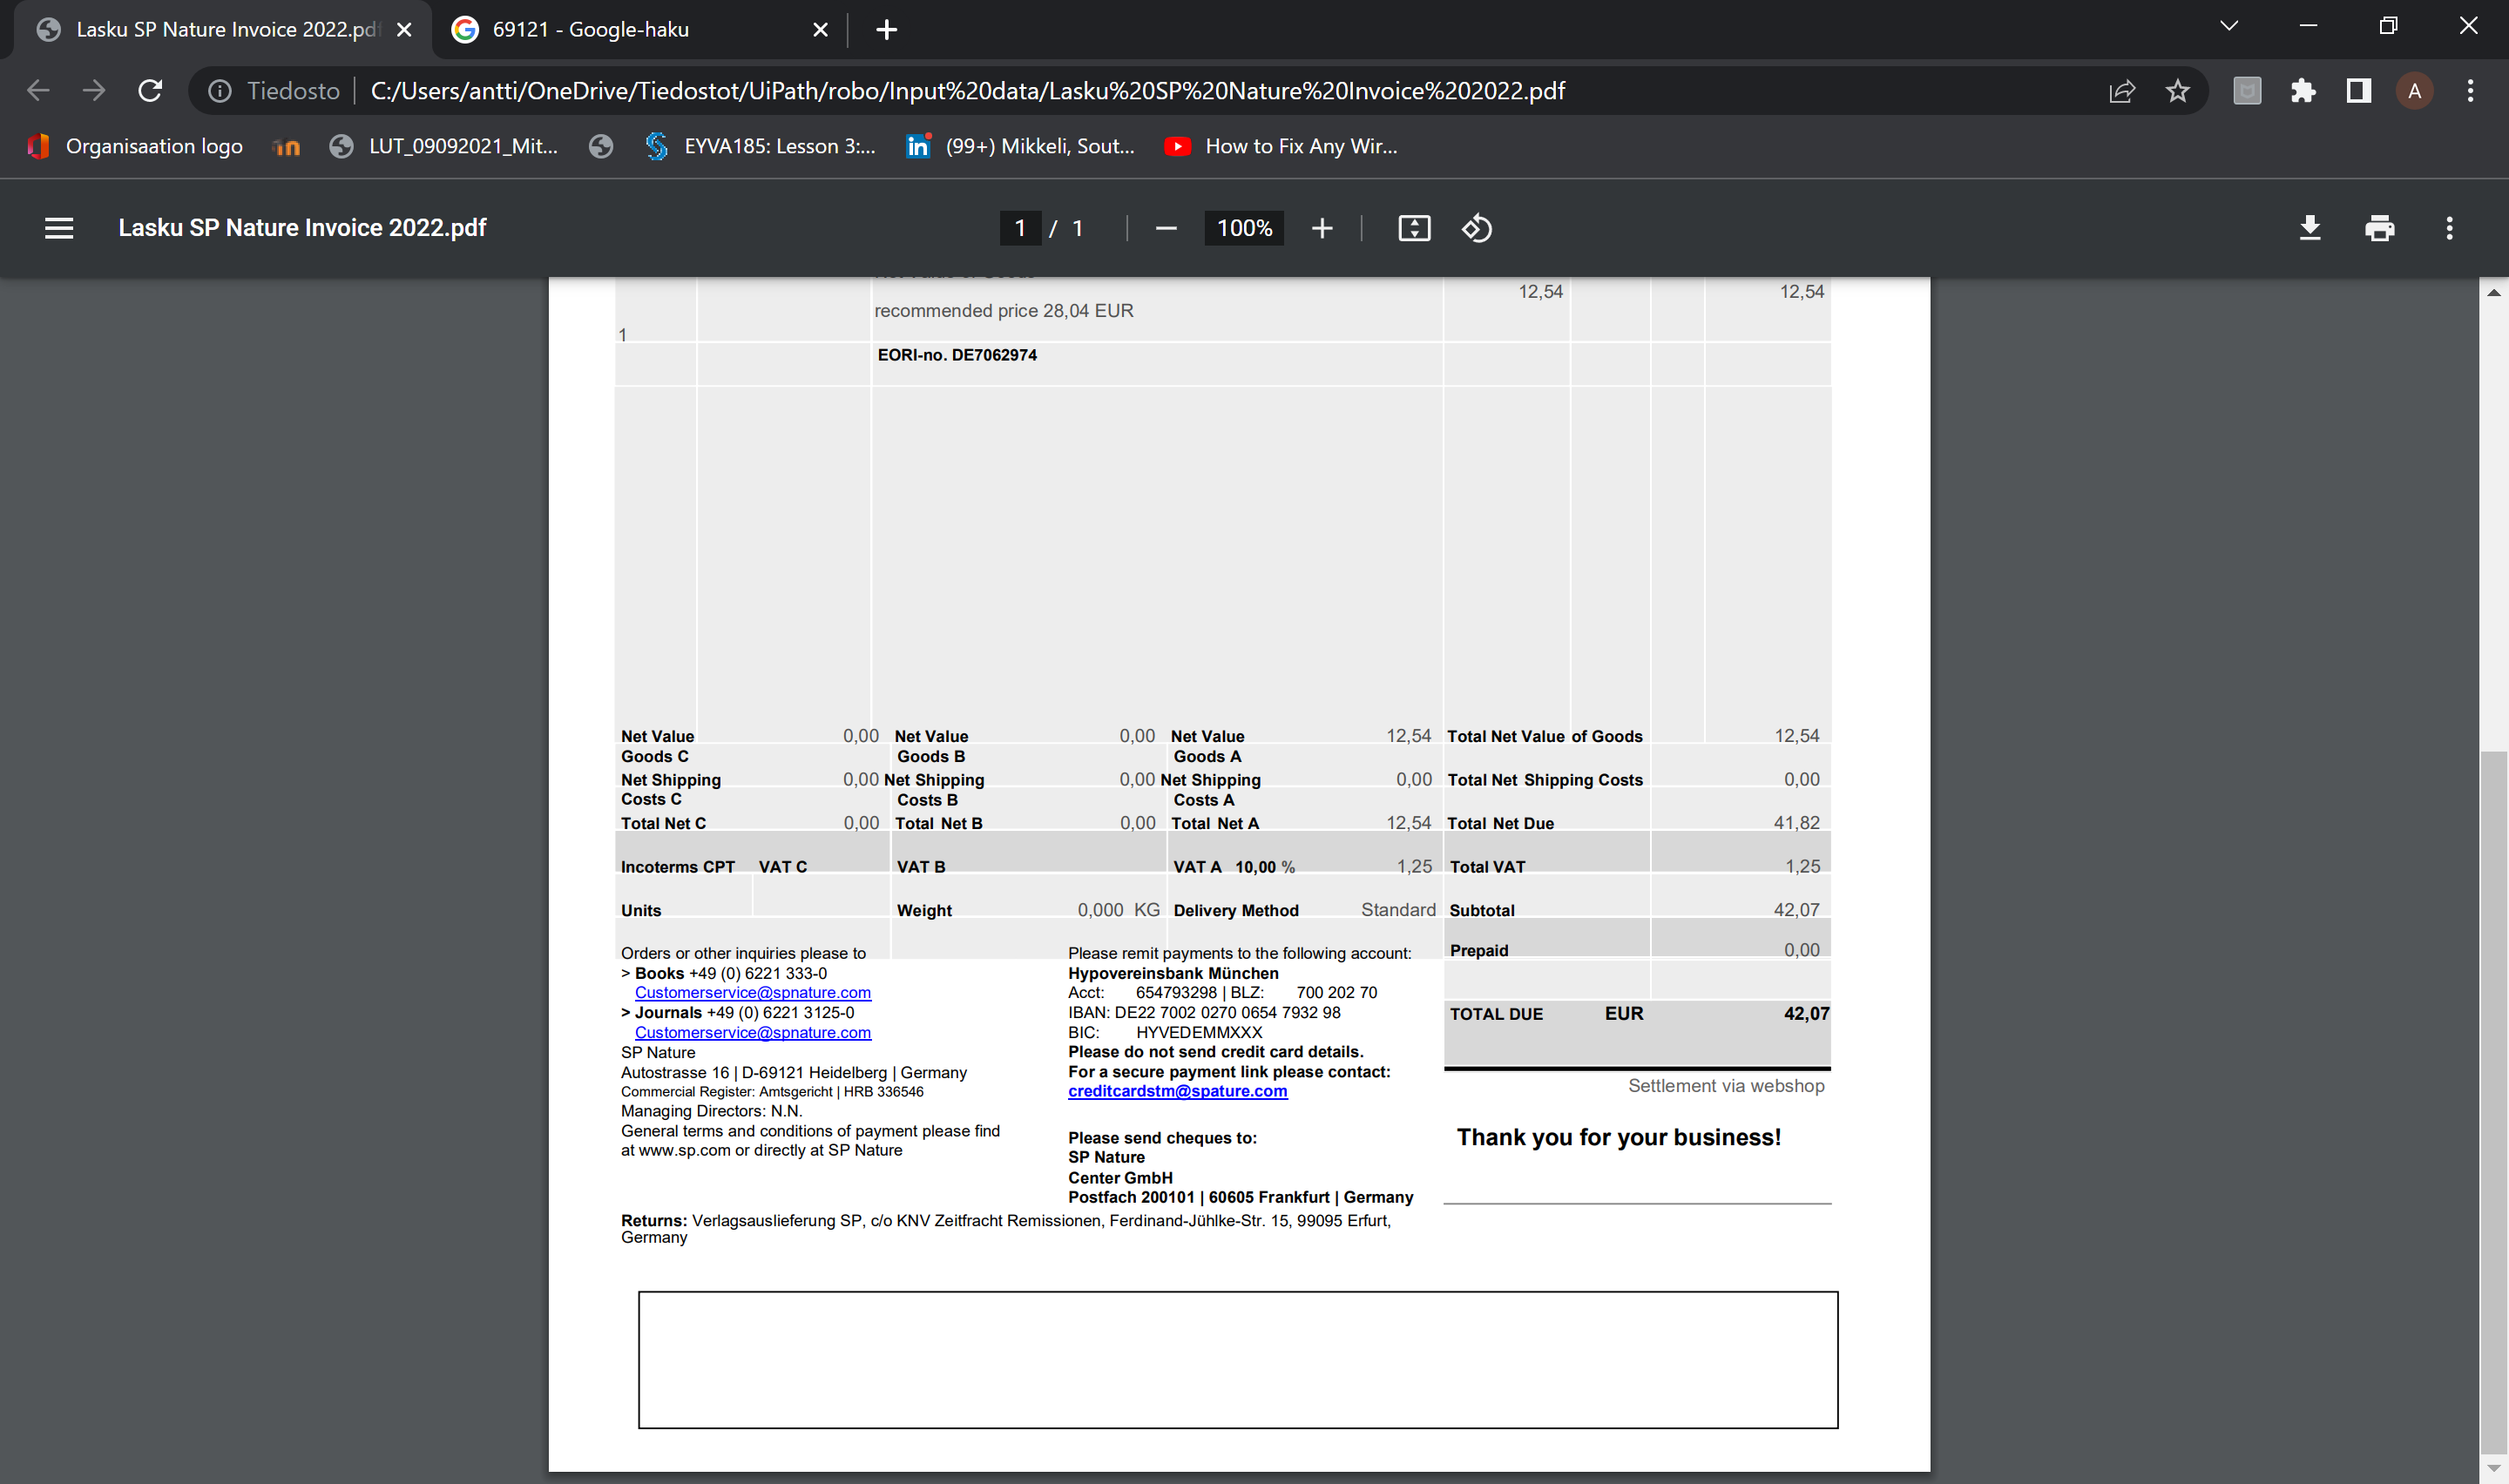 Lasku SP Nature Invoice 2022.pdf
69121 - Google-haku
Tiedosto C:/Users/antti/OneDrive/Tiedostot/UiPath/robo/Input%20data/Lasku%20SP%20Nature%20Invoice%202022.pdf
A
Organisaation logo
LUT_09092021_Mit...
EYVA185: Lesson 3:...
(99+) Mikkeli, Sout...
How to Fix Any Wir...
Lasku SP Nature Invoice 2022.pdf
1 / 1
100%
12,54 12,54
recommended price 28,04 EUR
1
EORI-no. DE7062974
Net Value 0,00 Net Value 0,00 Net Value 12,54 Total Net Value of Goods 12,54
Goods C Goods B Goods A
Net Shipping 0,00 Net Shipping 0,00 Net Shipping 0,00 Total Net Shipping Costs 0,00
Costs C Costs B Costs A
Total Net C 0,00 Total Net B 0,00 Total Net A 12,54 Total Net Due 41,82
Incoterms CPT VAT C VAT B VAT A 10,00 % 1,25 Total VAT 1,25
Units Weight 0,000 KG Delivery Method Standard Subtotal 42,07
Prepaid 0,00
TOTAL DUE EUR 42,07
Settlement via webshop
Thank you for your business!
Orders or other inquiries please to
> Books +49 (0) 6221 333-0
Customerservice@spnature.com
> Journals +49 (0) 6221 3125-0
Customerservice@spnature.com
SP Nature
Autostrasse 16 | D-69121 Heidelberg | Germany
Commercial Register: Amtsgericht | HRB 336546
Managing Directors: N.N.
General terms and conditions of payment please find
at www.sp.com or directly at SP Nature
Please remit payments to the following account:
Hypovereinsbank München
Acct: 654793298 | BLZ: 700 202 70
IBAN: DE22 7002 0270 0654 7932 98
BIC: HYVEDEMMXXX
Please do not send credit card details.
For a secure payment link please contact:
creditcardstm@spature.com
Please send cheques to:
SP Nature
Center GmbH
Postfach 200101 | 60605 Frankfurt | Germany
Returns: Verlagsauslieferung SP, c/o KNV Zeitfracht Remissionen, Ferdinand-Jühlke-Str. 15, 99095 Erfurt,
Germany